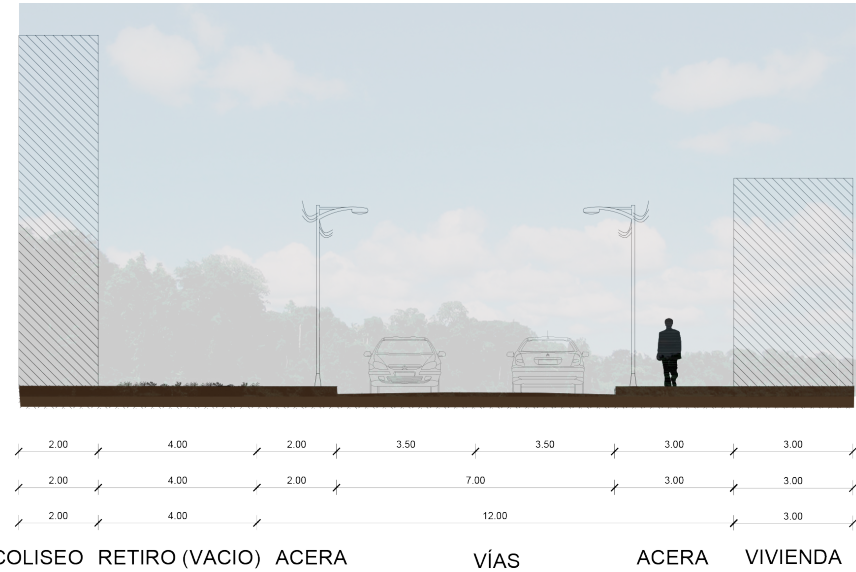 2.00 4.00 2.00 3.50 3.50 3.00 3.00
2.00 4.00 2.00 7.00 3.00 3.00
2.00 4.00 12.00 3.00
COLISEO RETIRO (VACIO) ACERA VÍAS ACERA VIVIENDA